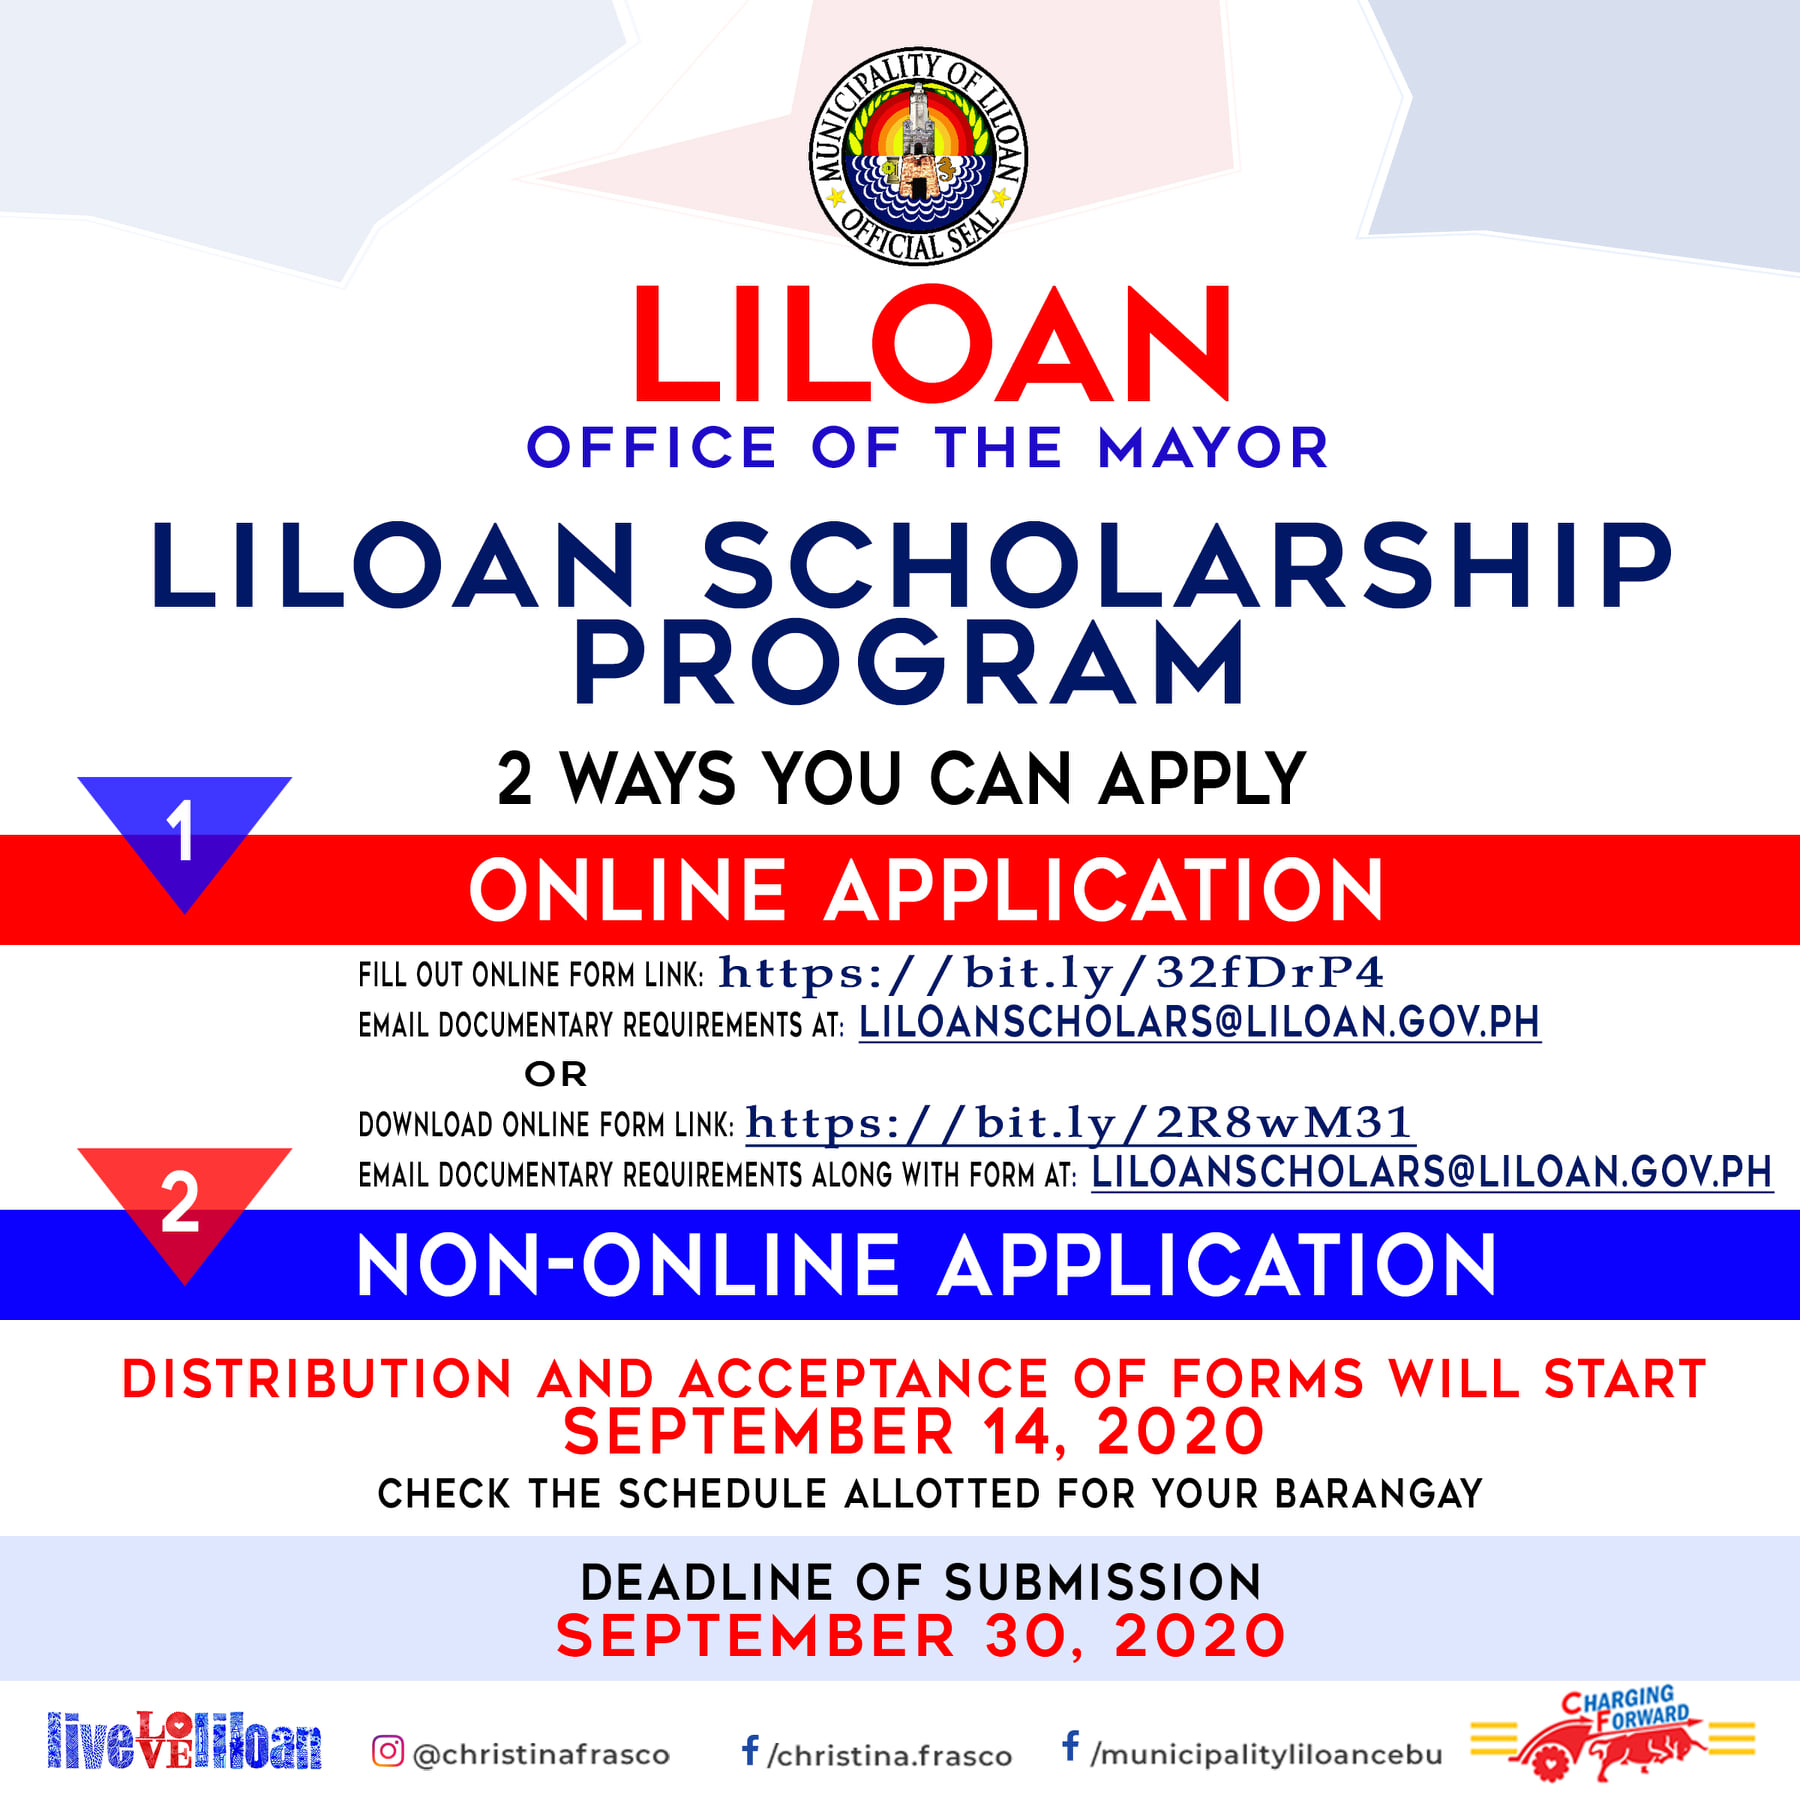 MUNICIPALITY OF LILOAN
OFFICIAL SEAL
LILOAN
OFFICE OF THE MAYOR
LILOAN SCHOLARSHIP
PROGRAM
2 WAYS YOU CAN APPLY
1
ONLINE APPLICATION
FILL OUT ONLINE FORM LINK: https://bit.ly/32fDrP4
EMAIL DOCUMENTARY REQUIREMENTS AT: LILOANSCHOLARS@LILOAN.GOV.PH
OR
DOWNLOAD ONLINE FORM LINK: https://bit.ly/2R8wM31
EMAIL DOCUMENTARY REQUIREMENTS ALONG WITH FORM AT: LILOANSCHOLARS@LILOAN.GOV.PH
2
NON-ONLINE APPLICATION
DISTRIBUTION AND ACCEPTANCE OF FORMS WILL START
SEPTEMBER 14, 2020
CHECK THE SCHEDULE ALLOTTED FOR YOUR BARANGAY
DEADLINE OF SUBMISSION
SEPTEMBER 30, 2020
live LOVE liloan
@christinafrasco
f /christina.frasco
f /municipalityliloancebu
CHARGING
FORWARD